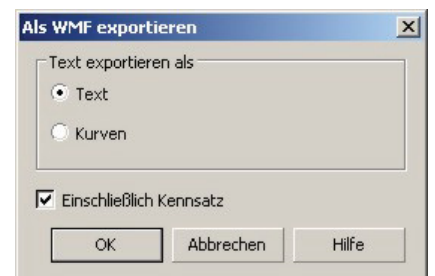 Als WMF exportieren
Text exportieren als
Text
Kurven
Einschließlich Kennsatz
OK Abbrechen Hilfe